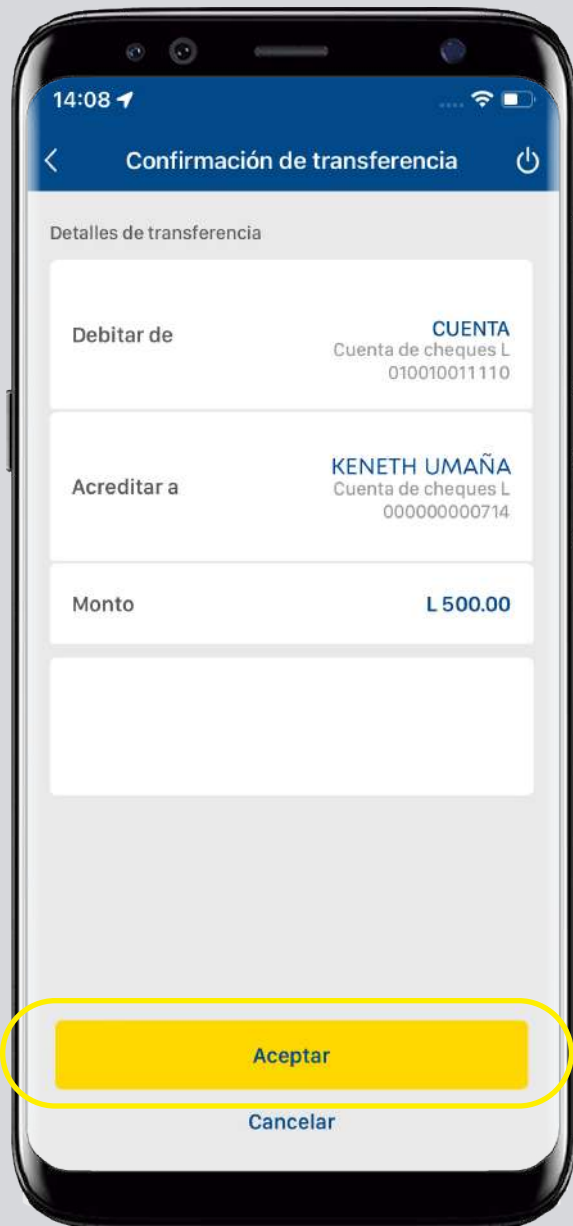 14:08
Confirmación de transferencia
Detalles de transferencia
Debitar de
CUENTA
Cuenta de cheques L
010010011110
Acreditar a
KENETH UMAÑA
Cuenta de cheques L
000000000714
Monto
L 500.00
Aceptar
Cancelar